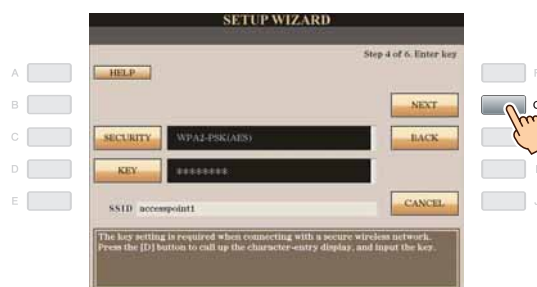 SETUP WIZARD
Step 4 of 6. Enter key
HELP
NEXT
SECURITY WPA2-PSK(AES)
BACK
KEY ********
SSID accesspoint1
CANCEL
The key setting is required when connecting with a secure wireless network.
Press the [D] button to call up the character-entry display, and input the key.
A
B
C
D
E
F
G
I
J